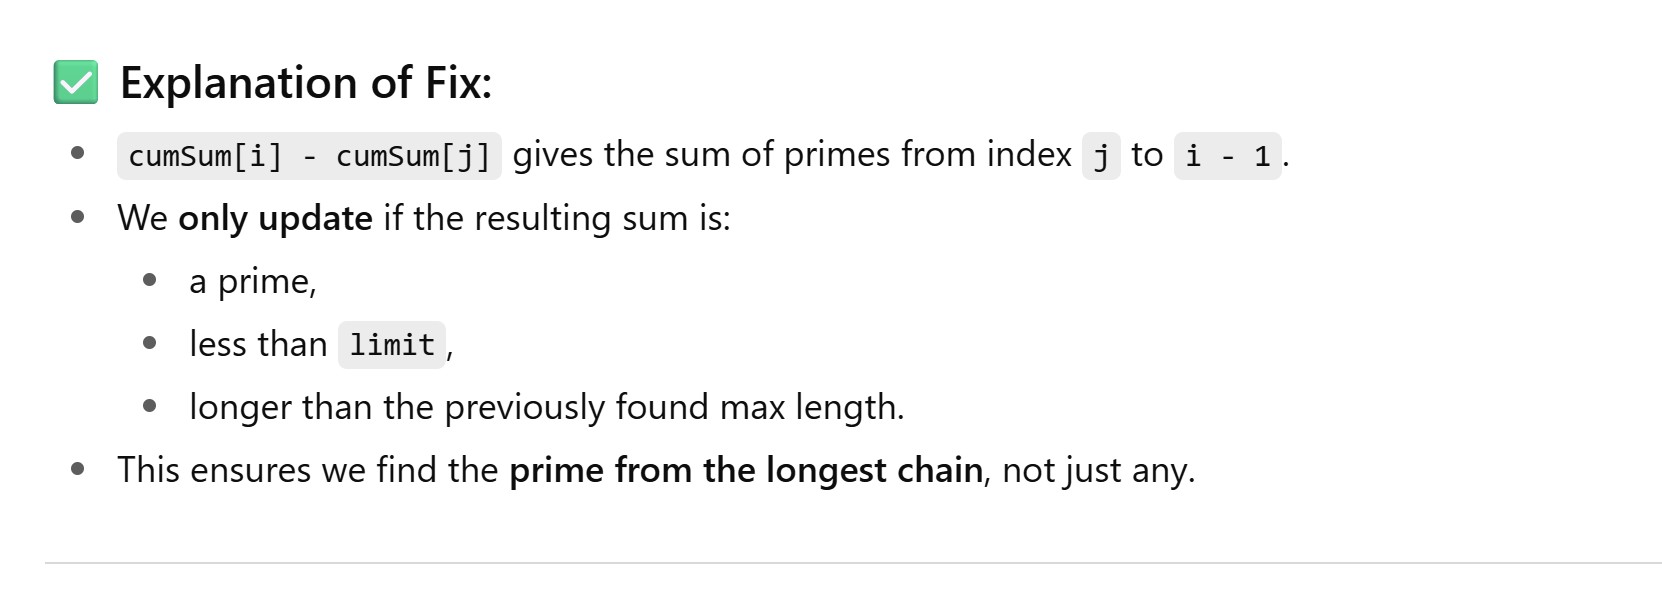 ✅ Explanation of Fix:
• cumSum[i] - cumSum[j] gives the sum of primes from index j to i - 1.
• We only update if the resulting sum is:
• a prime,
• less than limit,
• longer than the previously found max length.
• This ensures we find the prime from the longest chain, not just any.